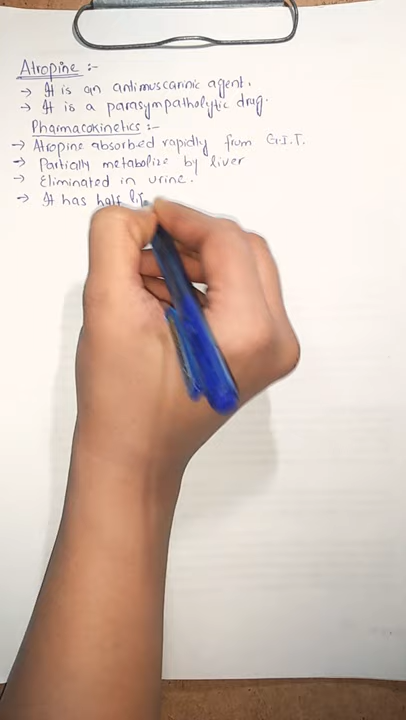 Atropine :-
→ It is an antimuscarinic agent.
→ It is a parasympatholytic drug.
Pharmacokinetics :-
→ Atropine absorbed rapidly from G.I.T.
→ Partially metabolize by liver
→ Eliminated in urine.
→ It has half lif